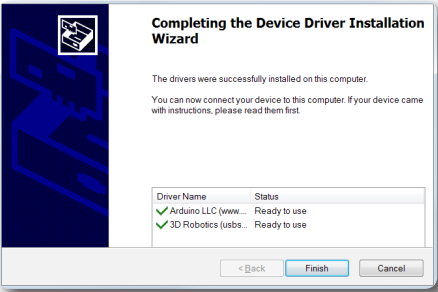 Completing the Device Driver Installation
Wizard
The drivers were successfully installed on this computer.
You can now connect your device to this computer. If your device came
with instructions, please read them first.
Driver Name Status
Arduino LLC (www... Ready to use
3D Robotics (usbs... Ready to use
< Back Finish Cancel